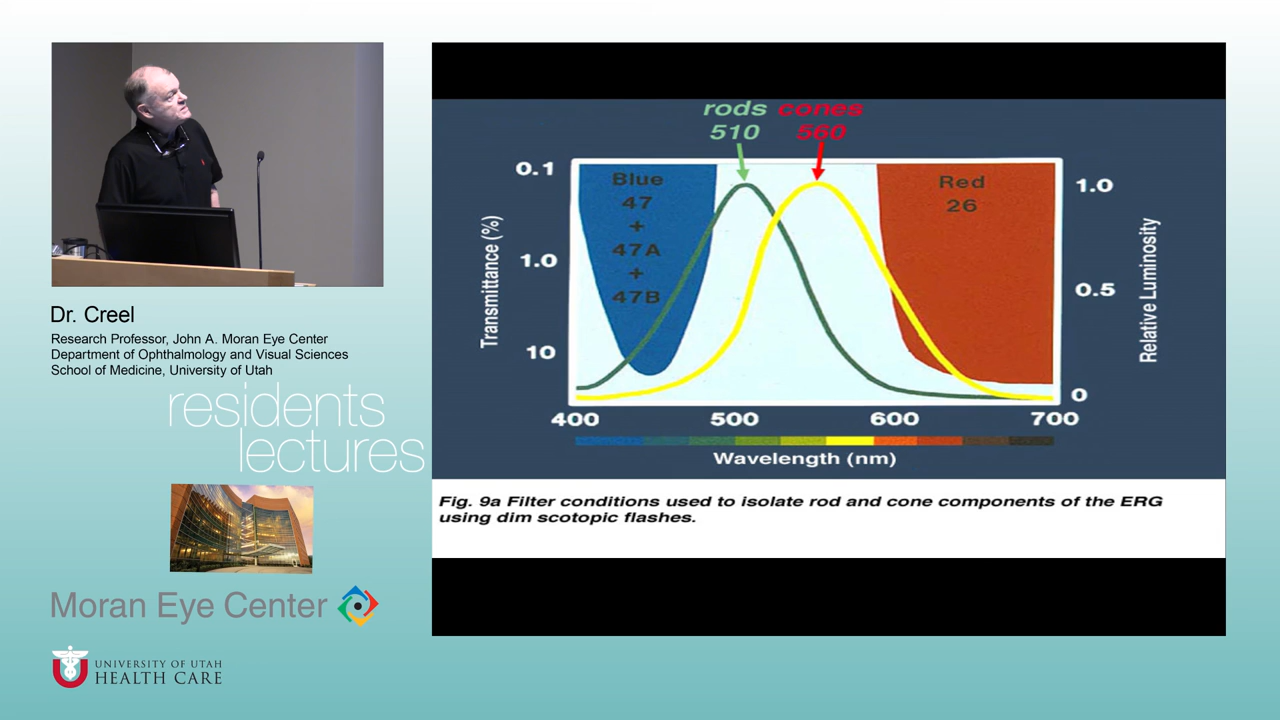 Dr. Creel
Research Professor, John A. Moran Eye Center
Department of Ophthalmology and Visual Sciences
School of Medicine, University of Utah
residents
lectures
Moran Eye Center
UNIVERSITY OF UTAH
HEALTH CARE
rods cones
510 560
0.1
1.0
10
Transmittance (%)
Blue
47
+
47A
+
47B
Red
26
1.0
0.5
0
Relative Luminosity
400 500 600 700
Wavelength (nm)
Fig. 9a Filter conditions used to isolate rod and cone components of the ERG
using dim scotopic flashes.